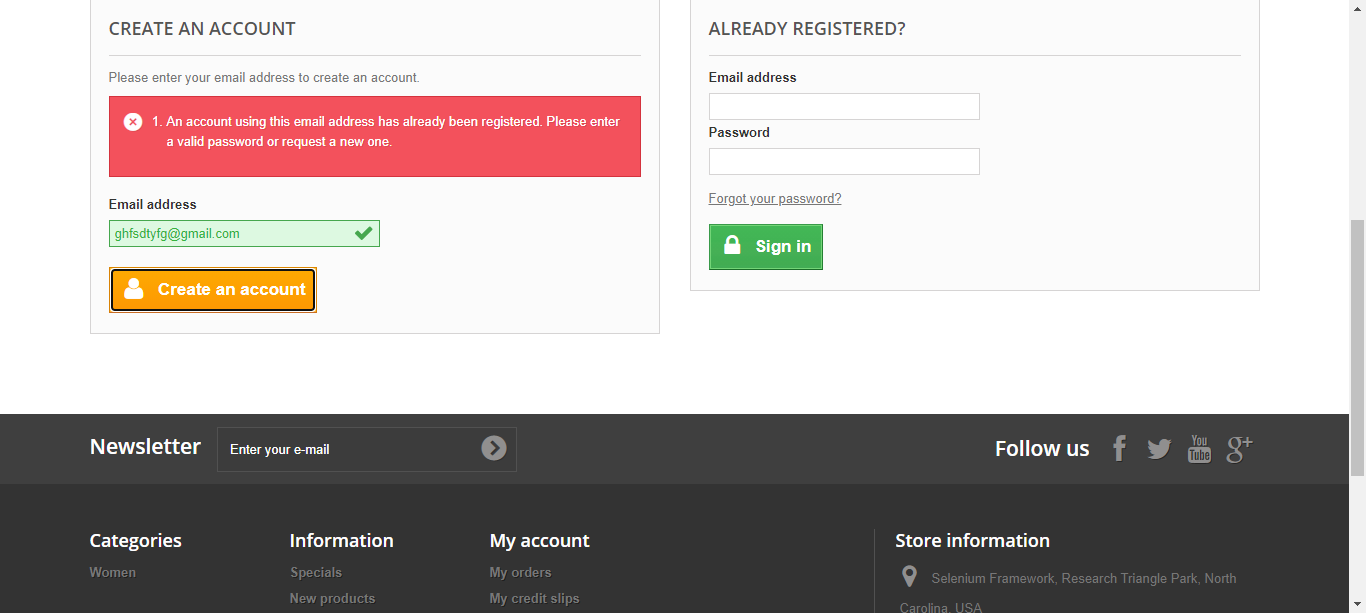 CREATE AN ACCOUNT
Please enter your email address to create an account.
1. An account using this email address has already been registered. Please enter
a valid password or request a new one.
Email address
ghfsdtyfg@gmail.com
Create an account
ALREADY REGISTERED?
Email address
Password
Forgot your password?
Sign in
Newsletter
Enter your e-mail
Follow us
You
Tube
Categories
Women
Information
Specials
New products
My account
My orders
My credit slips
Store information
Selenium Framework, Research Triangle Park, North
Carolina, USA